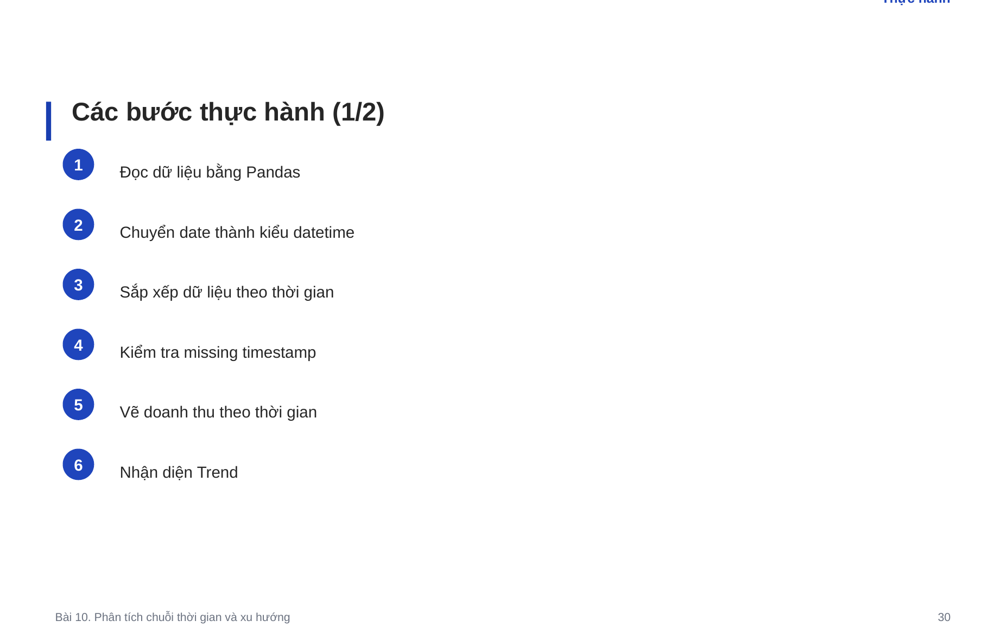 Thực hành
Các bước thực hành (1/2)
1
Đọc dữ liệu bằng Pandas
2
Chuyển date thành kiểu datetime
3
Sắp xếp dữ liệu theo thời gian
4
Kiểm tra missing timestamp
5
Vẽ doanh thu theo thời gian
6
Nhận diện Trend
Bài 10. Phân tích chuỗi thời gian và xu hướng
30